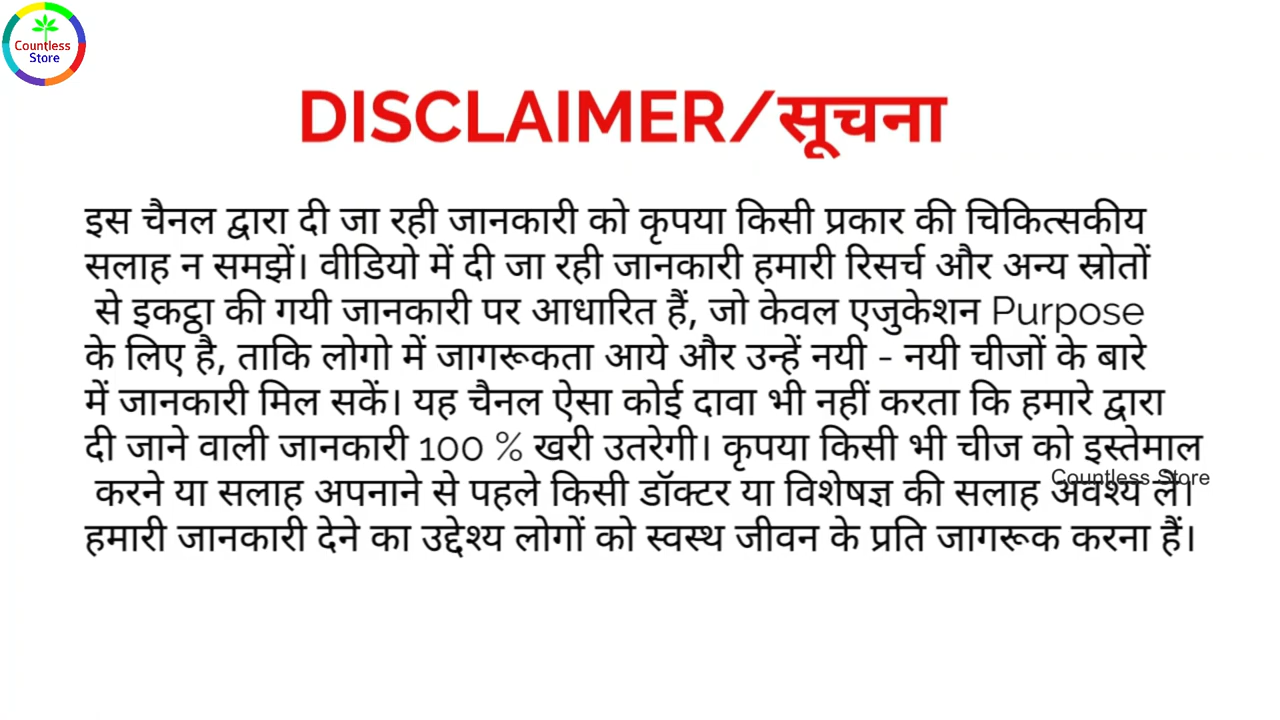 Countless
Store
DISCLAIMER/सूचना
इस चैनल द्वारा दी जा रही जानकारी को कृपया किसी प्रकार की चिकित्सकीय
सलाह न समझें। वीडियो में दी जा रही जानकारी हमारी रिसर्च और अन्य स्रोतों
से इकट्ठा की गयी जानकारी पर आधारित हैं, जो केवल एजुकेशन Purpose
के लिए है, ताकि लोगो में जागरूकता आये और उन्हें नयी - नयी चीजों के बारे
में जानकारी मिल सकें। यह चैनल ऐसा कोई दावा भी नहीं करता कि हमारे द्वारा
दी जाने वाली जानकारी 100 % खरी उतरेगी। कृपया किसी भी चीज को इस्तेमाल
Countless Store
करने या सलाह अपनाने से पहले किसी डॉक्टर या विशेषज्ञ की सलाह अवश्य लें।
हमारी जानकारी देने का उद्देश्य लोगों को स्वस्थ जीवन के प्रति जागरूक करना हैं।